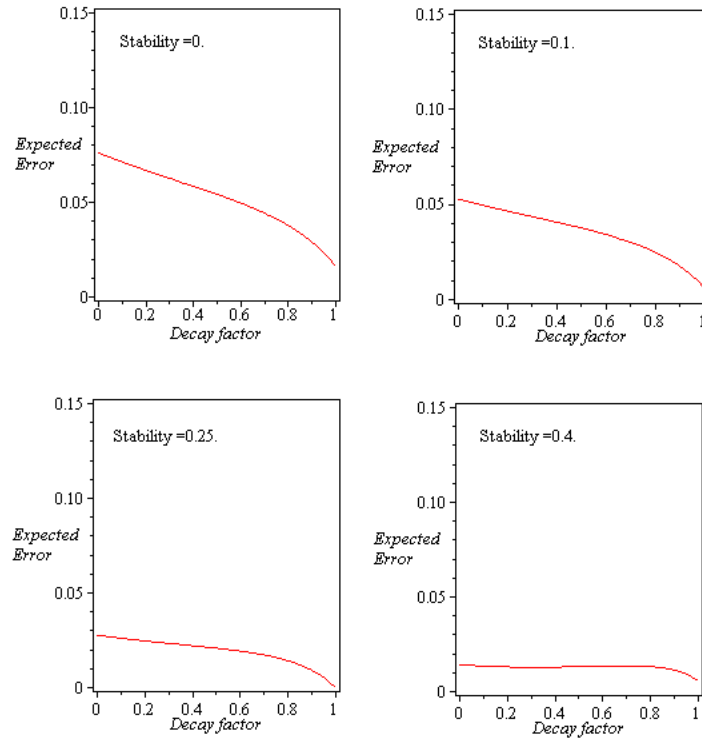 0.15
Stability =0.
0.10
Expected
Error
0.05
0
0 0.2 0.4 0.6 0.8 1
Decay factor
0.15
Stability =0.1.
0.10
Expected
Error
0.05
0
0 0.2 0.4 0.6 0.8 1
Decay factor
0.15
Stability =0.25.
0.10
Expected
Error
0.05
0
0 0.2 0.4 0.6 0.8 1
Decay factor
0.15
Stability =0.4.
0.10
Expected
Error
0.05
0
0 0.2 0.4 0.6 0.8 1
Decay factor